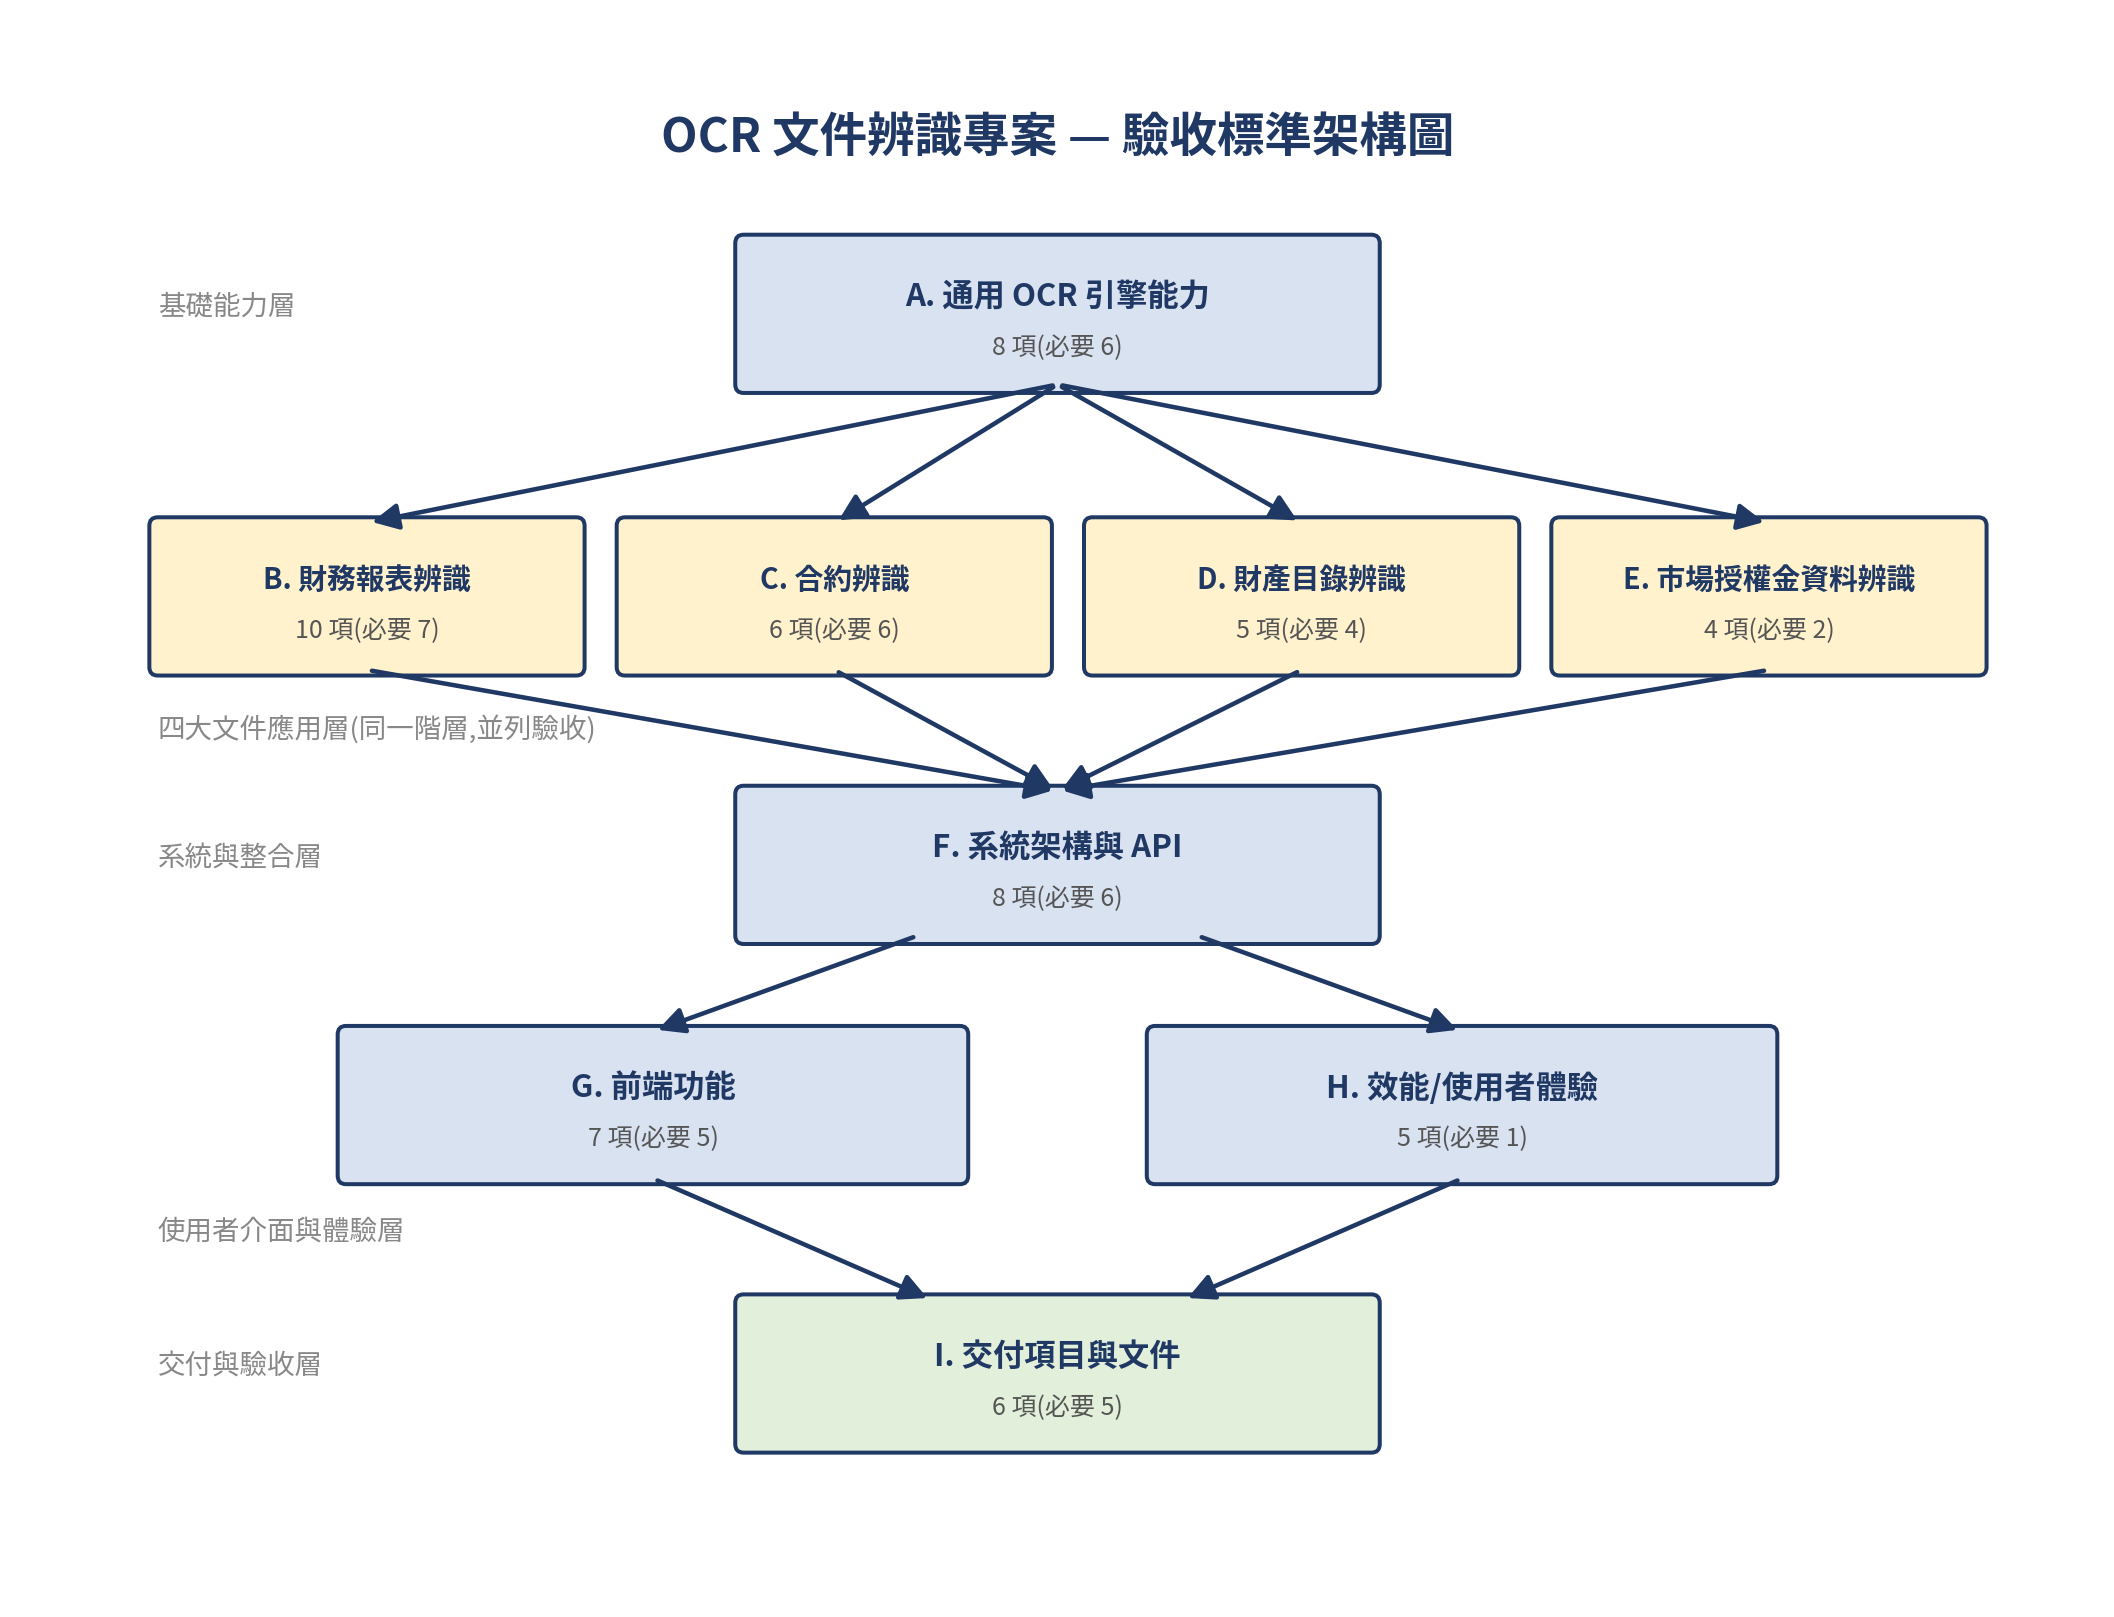 OCR 文件辨識專案 — 驗收標準架構圖
基礎能力層
A. 通用 OCR 引擎能力
8 項(必要 6)
B. 財務報表辨識
10 項(必要 7)
C. 合約辨識
6 項(必要 6)
D. 財產目錄辨識
5 項(必要 4)
E. 市場授權金資料辨識
4 項(必要 2)
四大文件應用層(同一階層,並列驗收)
系統與整合層
F. 系統架構與 API
8 項(必要 6)
G. 前端功能
7 項(必要 5)
H. 效能/使用者體驗
5 項(必要 1)
使用者介面與體驗層
交付與驗收層
I. 交付項目與文件
6 項(必要 5)